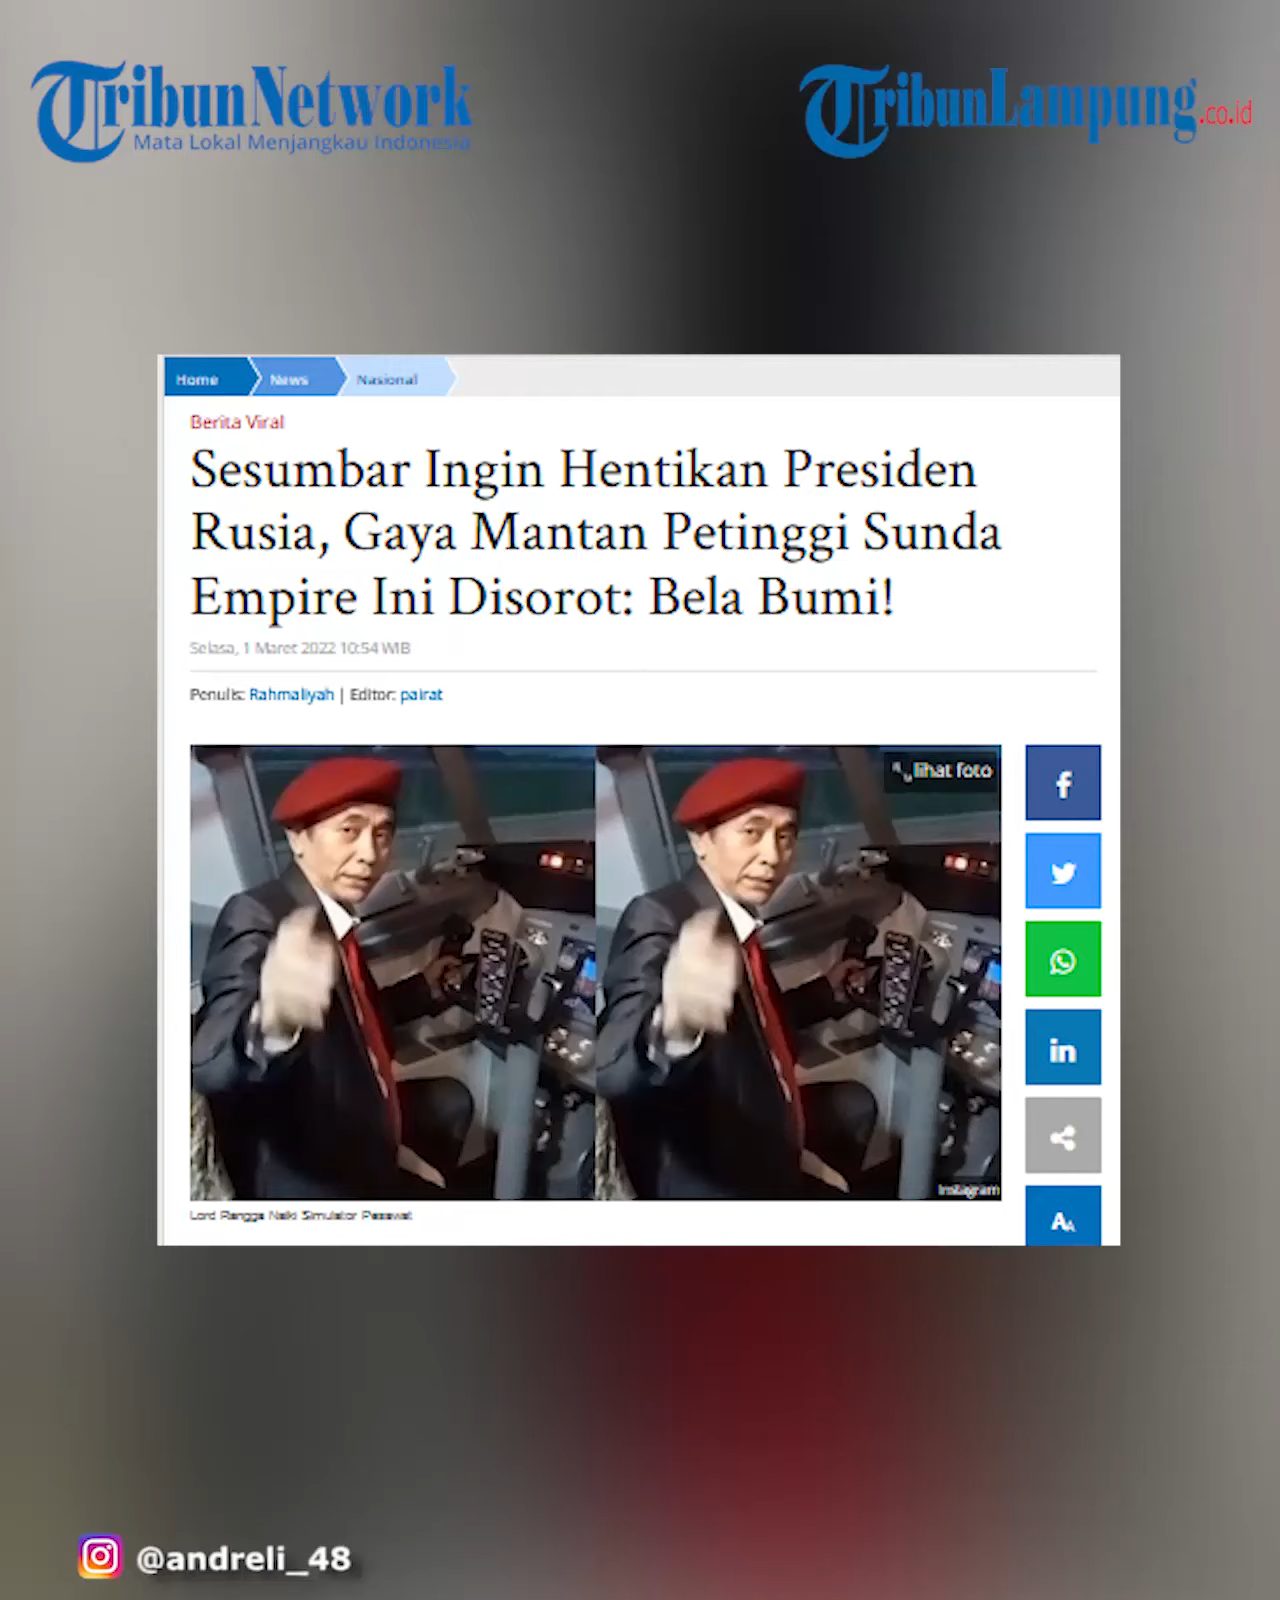 TribunNetwork
Mata Lokal Menjangkau Indonesia
TribunLampung.co.id
Home
News
Nasional
Berita Viral
Sesumbar Ingin Hentikan Presiden
Rusia, Gaya Mantan Petinggi Sunda
Empire Ini Disorot: Bela Bumi!
Selasa, 1 Maret 2022 10:54 WIB
Penulis: Rahmaliyah | Editor: pairat
lihat foto
f
in
AA
Instagram
Lord Rangga Naiki Simulator Pesawat
@andreli_48